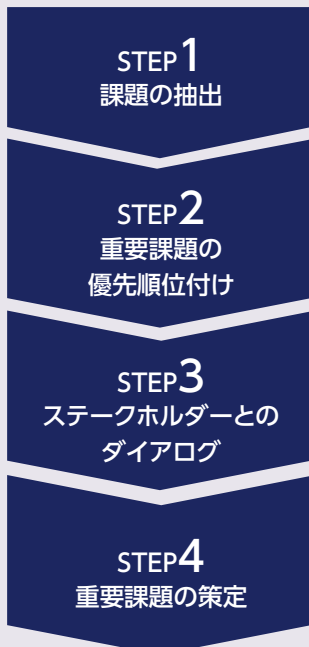 STEP1
課題の抽出
STEP2
重要課題の
優先順位付け
STEP3
ステークホルダーとの
ダイアログ
STEP4
重要課題の策定